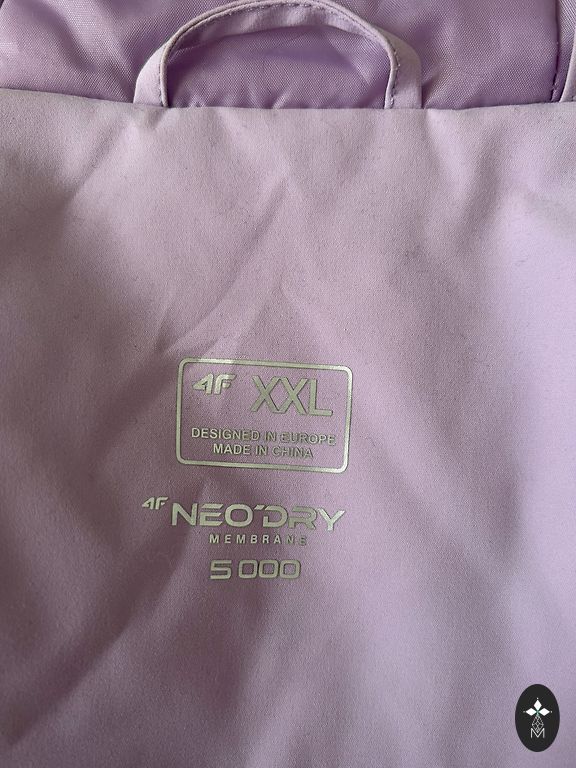 4F XXL
DESIGNED IN EUROPE
MADE IN CHINA
4F NEO'DRY
MEMBRANE
5 000
M